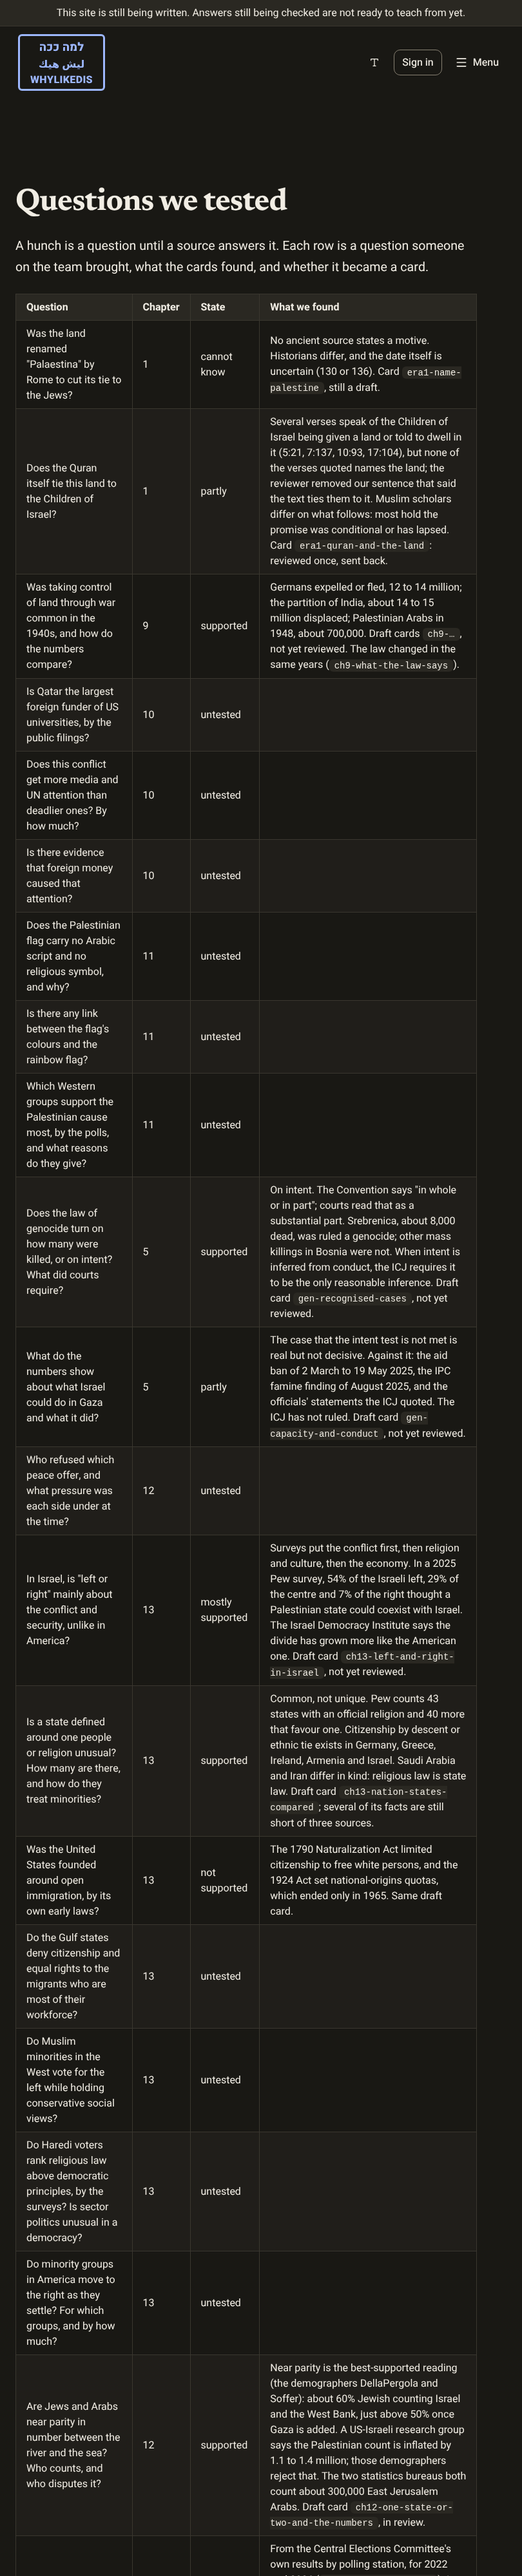 This site is still being written. Answers still being checked are not ready to teach from yet.
למה ככה
ليش هيك
WHYLIKEDIS
Sign in
Menu
Questions we tested
A hunch is a question until a source answers it. Each row is a question someone
on the team brought, what the cards found, and whether it became a card.
Question Chapter State What we found
Was the land
renamed
"Palaestina" by
Rome to cut its tie to
the Jews?
1
cannot
know
No ancient source states a motive.
Historians differ, and the date itself is
uncertain (130 or 136). Card era1-name-
palestine, still a draft.
Does the Quran
itself tie this land to
the Children of
Israel?
1
partly
Several verses speak of the Children of
Israel being given a land or told to dwell in
it (5:21, 7:137, 10:93, 17:104), but none of
the verses quoted names the land; the
reviewer removed our sentence that said
the text ties them to it. Muslim scholars
differ on what follows: most hold the
promise was conditional or has lapsed.
Card era1-quran-and-the-land:
reviewed once, sent back.
Was taking control
of land through war
common in the
1940s, and how do
the numbers
compare?
9
supported
Germans expelled or fled, 12 to 14 million;
the partition of India, about 14 to 15
million displaced; Palestinian Arabs in
1948, about 700,000. Draft cards ch9-…,
not yet reviewed. The law changed in the
same years (ch9-what-the-law-says).
Is Qatar the largest
foreign funder of US
universities, by the
public filings?
10
untested
Does this conflict
get more media and
UN attention than
deadlier ones? By
how much?
10
untested
Is there evidence
that foreign money
caused that
attention?
10
untested
Does the Palestinian
flag carry no Arabic
script and no
religious symbol,
and why?
11
untested
Is there any link
between the flag's
colours and the
rainbow flag?
11
untested
Which Western
groups support the
Palestinian cause
most, by the polls,
and what reasons
do they give?
11
untested
Does the law of
genocide turn on
how many were
killed, or on intent?
What did courts
require?
5
supported
On intent. The Convention says "in whole
or in part"; courts read that as a
substantial part. Srebrenica, about 8,000
dead, was ruled a genocide; other mass
killings in Bosnia were not. When intent is
inferred from conduct, the ICJ requires it
to be the only reasonable inference. Draft
card gen-recognised-cases, not yet
reviewed.
What do the
numbers show
about what Israel
could do in Gaza
and what it did?
5
partly
The case that the intent test is not met is
real but not decisive. Against it: the aid
ban of 2 March to 19 May 2025, the IPC
famine finding of August 2025, and the
officials' statements the ICJ quoted. The
ICJ has not ruled. Draft card gen-
capacity-and-conduct, not yet reviewed.
Who refused which
peace offer, and
what pressure was
each side under at
the time?
12
untested
In Israel, is "left or
right" mainly about
the conflict and
security, unlike in
America?
13
mostly
supported
Surveys put the conflict first, then religion
and culture, then the economy. In a 2025
Pew survey, 54% of the Israeli left, 29% of
the centre and 7% of the right thought a
Palestinian state could coexist with Israel.
The Israel Democracy Institute says the
divide has grown more like the American
one. Draft card ch13-left-and-right-
in-israel, not yet reviewed.
Is a state defined
around one people
or religion unusual?
How many are there,
and how do they
treat minorities?
13
supported
Common, not unique. Pew counts 43
states with an official religion and 40 more
that favour one. Citizenship by descent or
ethnic tie exists in Germany, Greece,
Ireland, Armenia and Israel. Saudi Arabia
and Iran differ in kind: religious law is state
law. Draft card ch13-nation-states-
compared; several of its facts are still
short of three sources.
Was the United
States founded
around open
immigration, by its
own early laws?
13
not
supported
The 1790 Naturalization Act limited
citizenship to free white persons, and the
1924 Act set national-origins quotas,
which ended only in 1965. Same draft
card.
Do the Gulf states
deny citizenship and
equal rights to the
migrants who are
most of their
workforce?
13
untested
Do Muslim
minorities in the
West vote for the
left while holding
conservative social
views?
13
untested
Do Haredi voters
rank religious law
above democratic
principles, by the
surveys? Is sector
politics unusual in a
democracy?
13
untested
Do minority groups
in America move to
the right as they
settle? For which
groups, and by how
much?
13
untested
Are Jews and Arabs
near parity in
number between the
river and the sea?
Who counts, and
who disputes it?
12
supported
Near parity is the best-supported reading
(the demographers DellaPergola and
Soffer): about 60% Jewish counting Israel
and the West Bank, just above 50% once
Gaza is added. A US-Israeli research group
says the Palestinian count is inflated by
1.1 to 1.4 million; those demographers
reject that. The two statistics bureaus both
count about 300,000 East Jerusalem
Arabs. Draft card ch12-one-state-or-
two-and-the-numbers, in review.
From the Central Elections Committee's
own results by polling station, for 2022